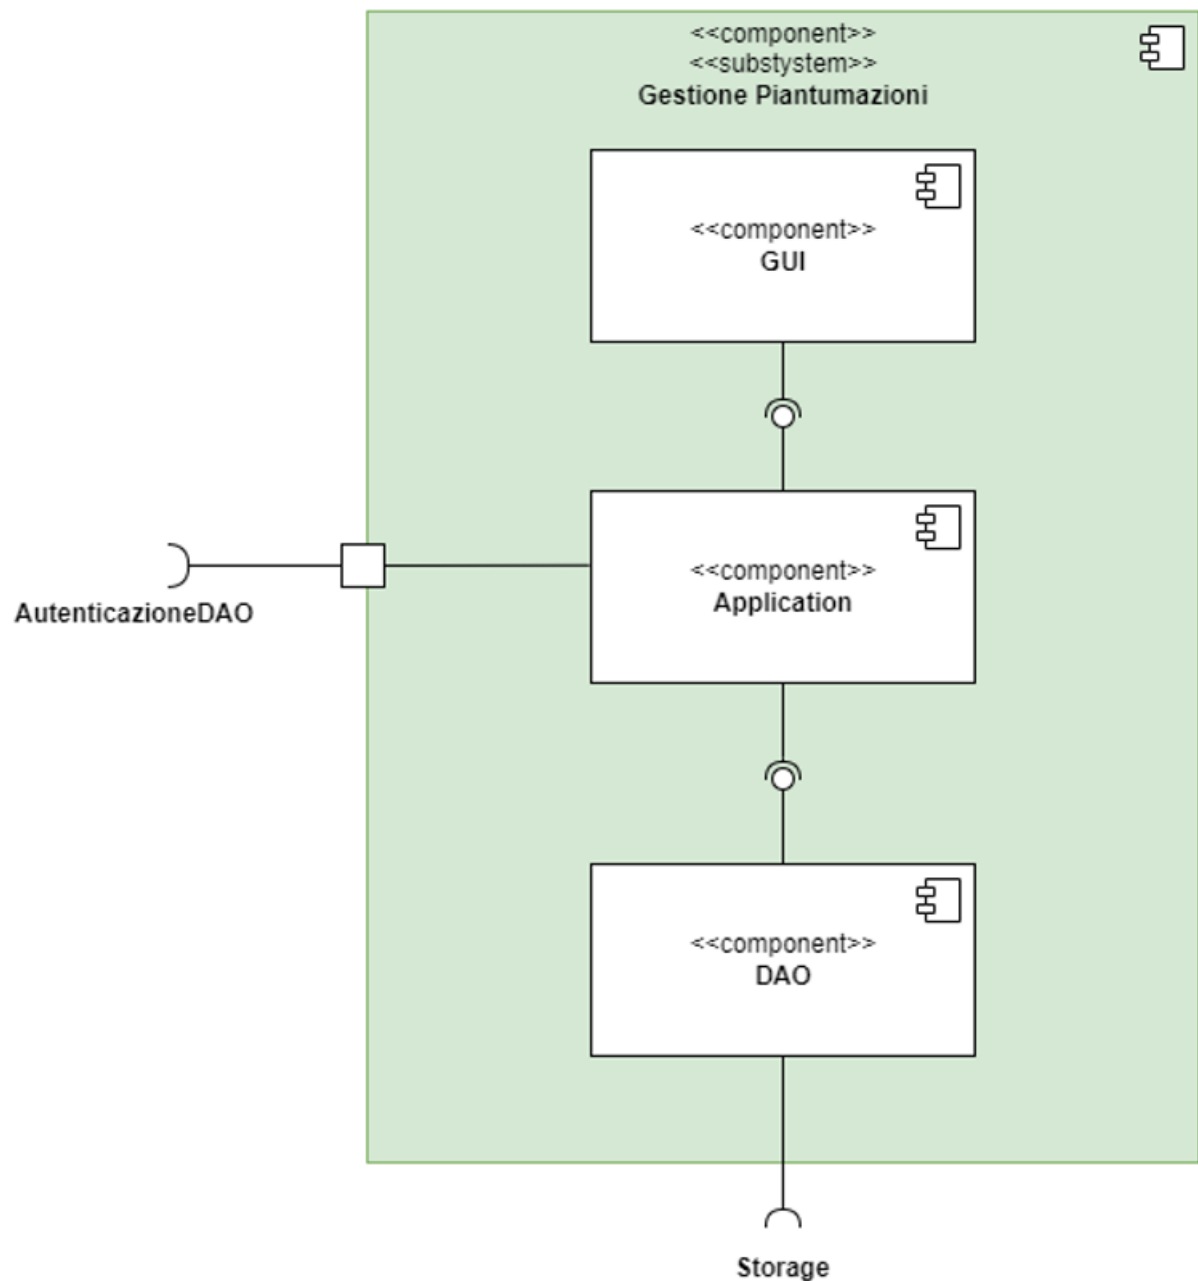 <<component>>
<<substystem>>
Gestione Piantumazioni
<<component>>
GUI
<<component>>
Application
AutenticazioneDAO
<<component>>
DAO
Storage